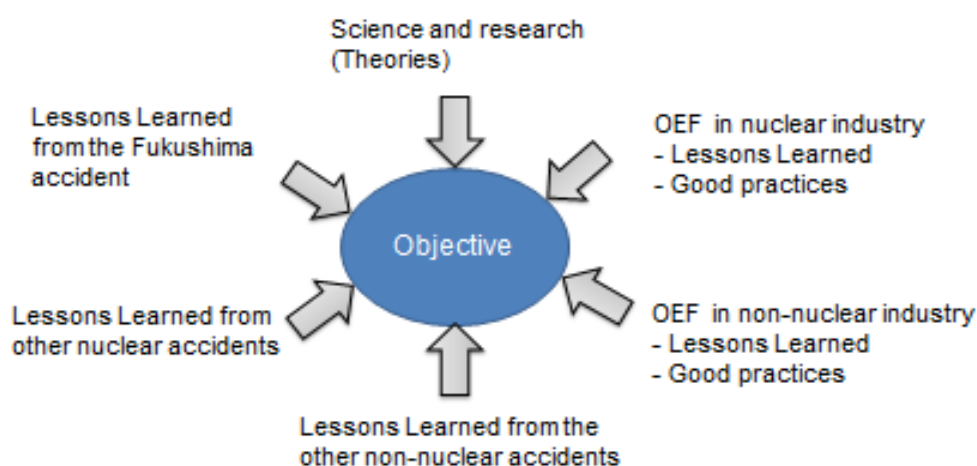 Science and research
(Theories)
Lessons Learned
from the Fukushima
accident
OEF in nuclear industry
- Lessons Learned
- Good practices
Objective
Lessons Learned from
other nuclear accidents
OEF in non-nuclear industry
- Lessons Learned
- Good practices
Lessons Learned from the
other non-nuclear accidents